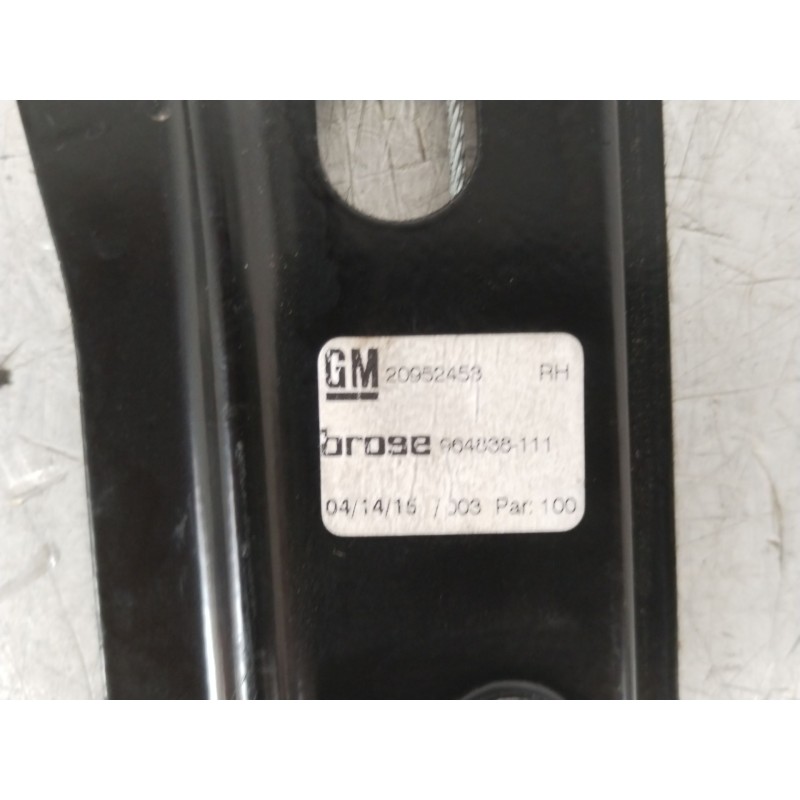 GM 20952453 RH
brose 964838-111
04/14/15 / 003 Par: 100